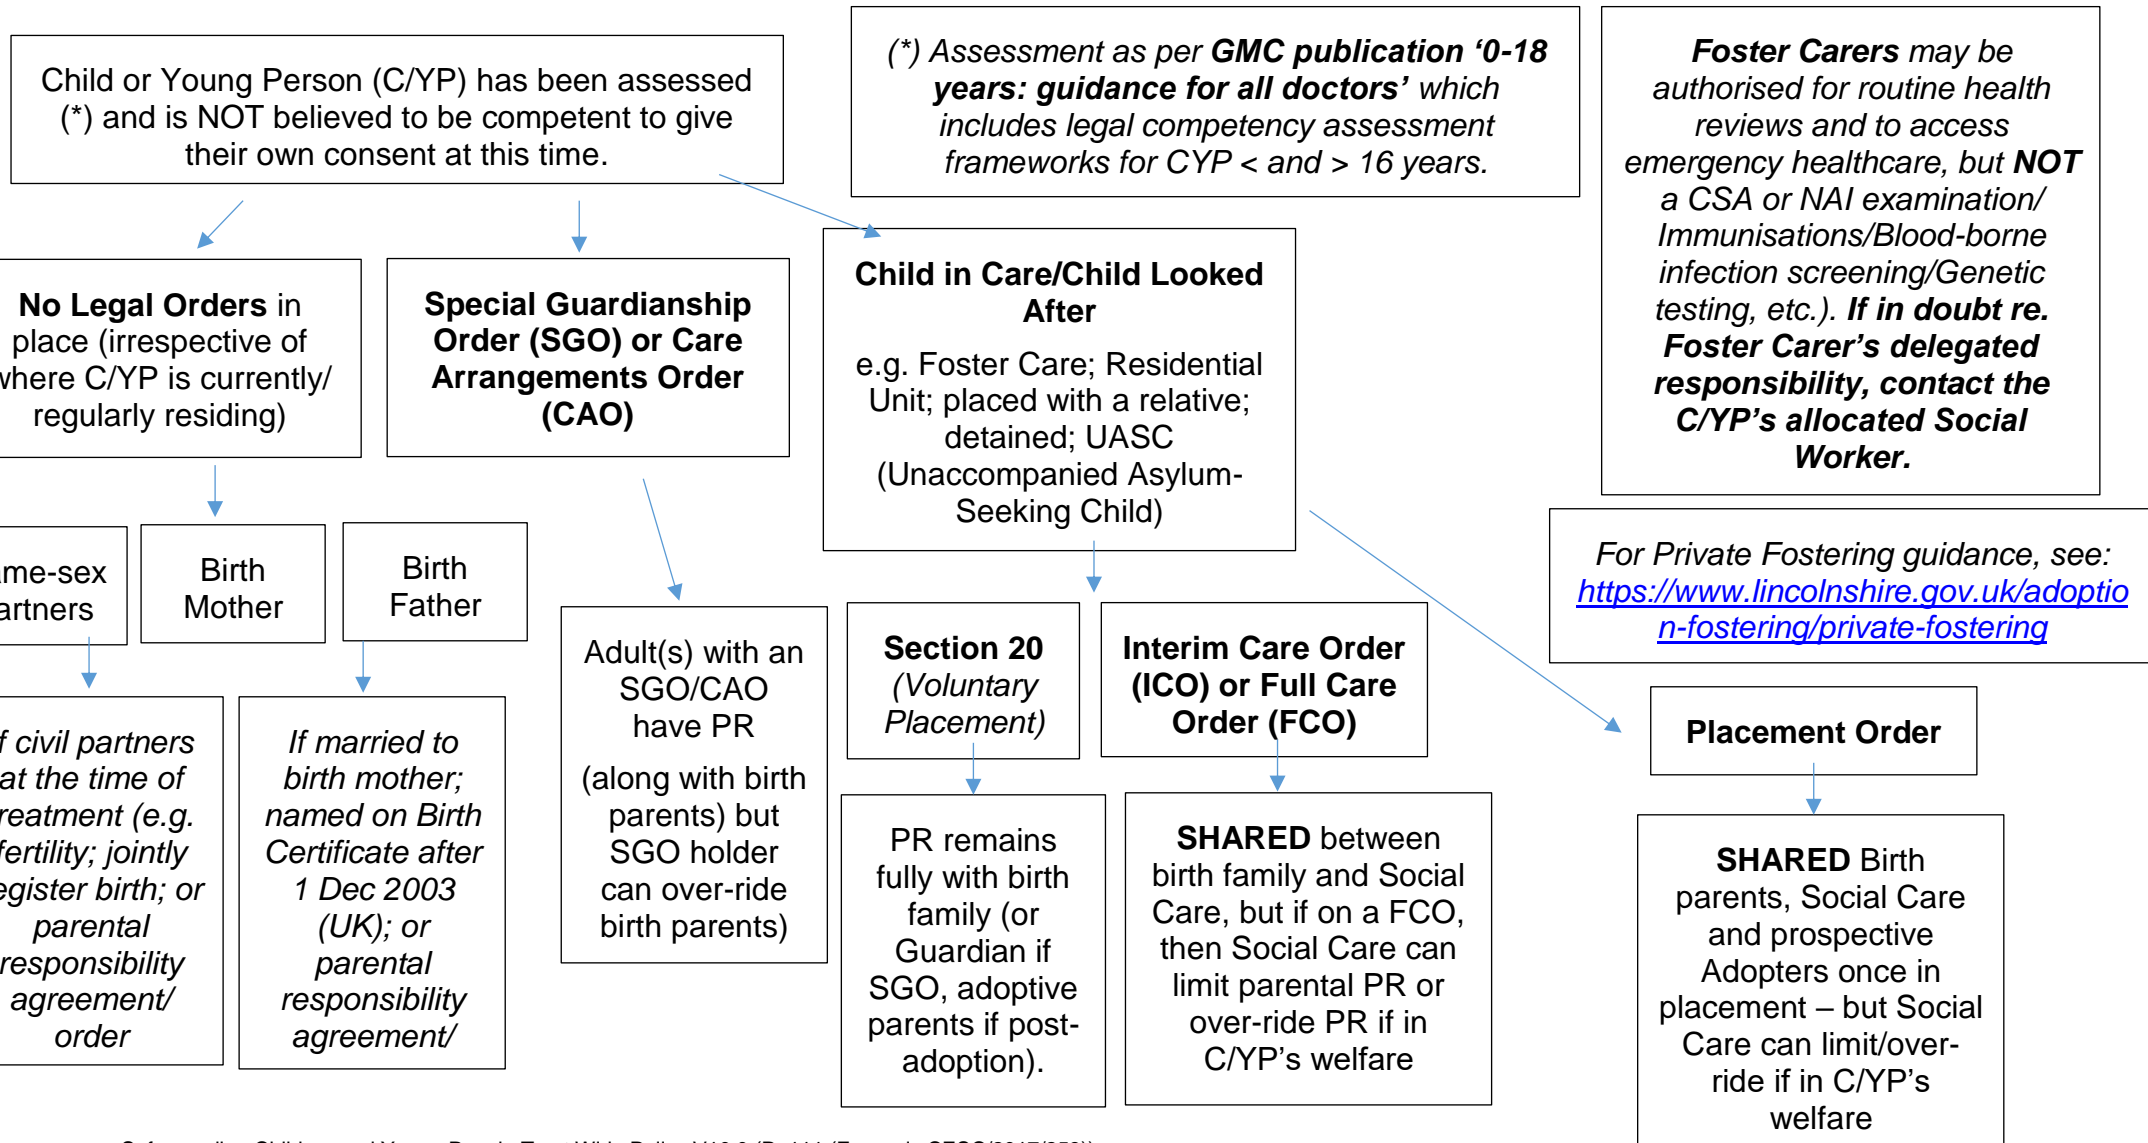 Child or Young Person (C/YP) has been assessed
(*) and is NOT believed to be competent to give
their own consent at this time.
(*) Assessment as per GMC publication ‘0-18
years: guidance for all doctors’ which
includes legal competency assessment
frameworks for CYP < and > 16 years.
Foster Carers may be
authorised for routine health
reviews and to access
emergency healthcare, but NOT
a CSA or NAI examination/
Immunisations/Blood-borne
infection screening/Genetic
testing, etc.). If in doubt re.
Foster Carer’s delegated
responsibility, contact the
C/YP’s allocated Social
Worker.
No Legal Orders in
place (irrespective of
where C/YP is currently/
regularly residing)
Special Guardianship
Order (SGO) or Care
Arrangements Order
(CAO)
Child in Care/Child Looked
After
e.g. Foster Care; Residential
Unit; placed with a relative;
detained; UASC
(Unaccompanied Asylum-
Seeking Child)
For Private Fostering guidance, see:
https://www.lincolnshire.gov.uk/adoptio
n-fostering/private-fostering
ame-sex
artners
Birth
Mother
Birth
Father
f civil partners
at the time of
reatment (e.g.
fertility; jointly
egister birth; or
parental
responsibility
agreement/
order
If married to
birth mother;
named on Birth
Certificate after
1 Dec 2003
(UK); or
parental
responsibility
agreement/
Adult(s) with an
SGO/CAO
have PR
(along with birth
parents) but
SGO holder
can over-ride
birth parents)
Section 20
(Voluntary
Placement)
Interim Care Order
(ICO) or Full Care
Order (FCO)
Placement Order
PR remains
fully with birth
family (or
Guardian if
SGO, adoptive
parents if post-
adoption).
SHARED between
birth family and Social
Care, but if on a FCO,
then Social Care can
limit parental PR or
over-ride PR if in
C/YP’s welfare
SHARED Birth
parents, Social Care
and prospective
Adopters once in
placement – but Social
Care can limit/over-
ride if in C/YP’s
welfare